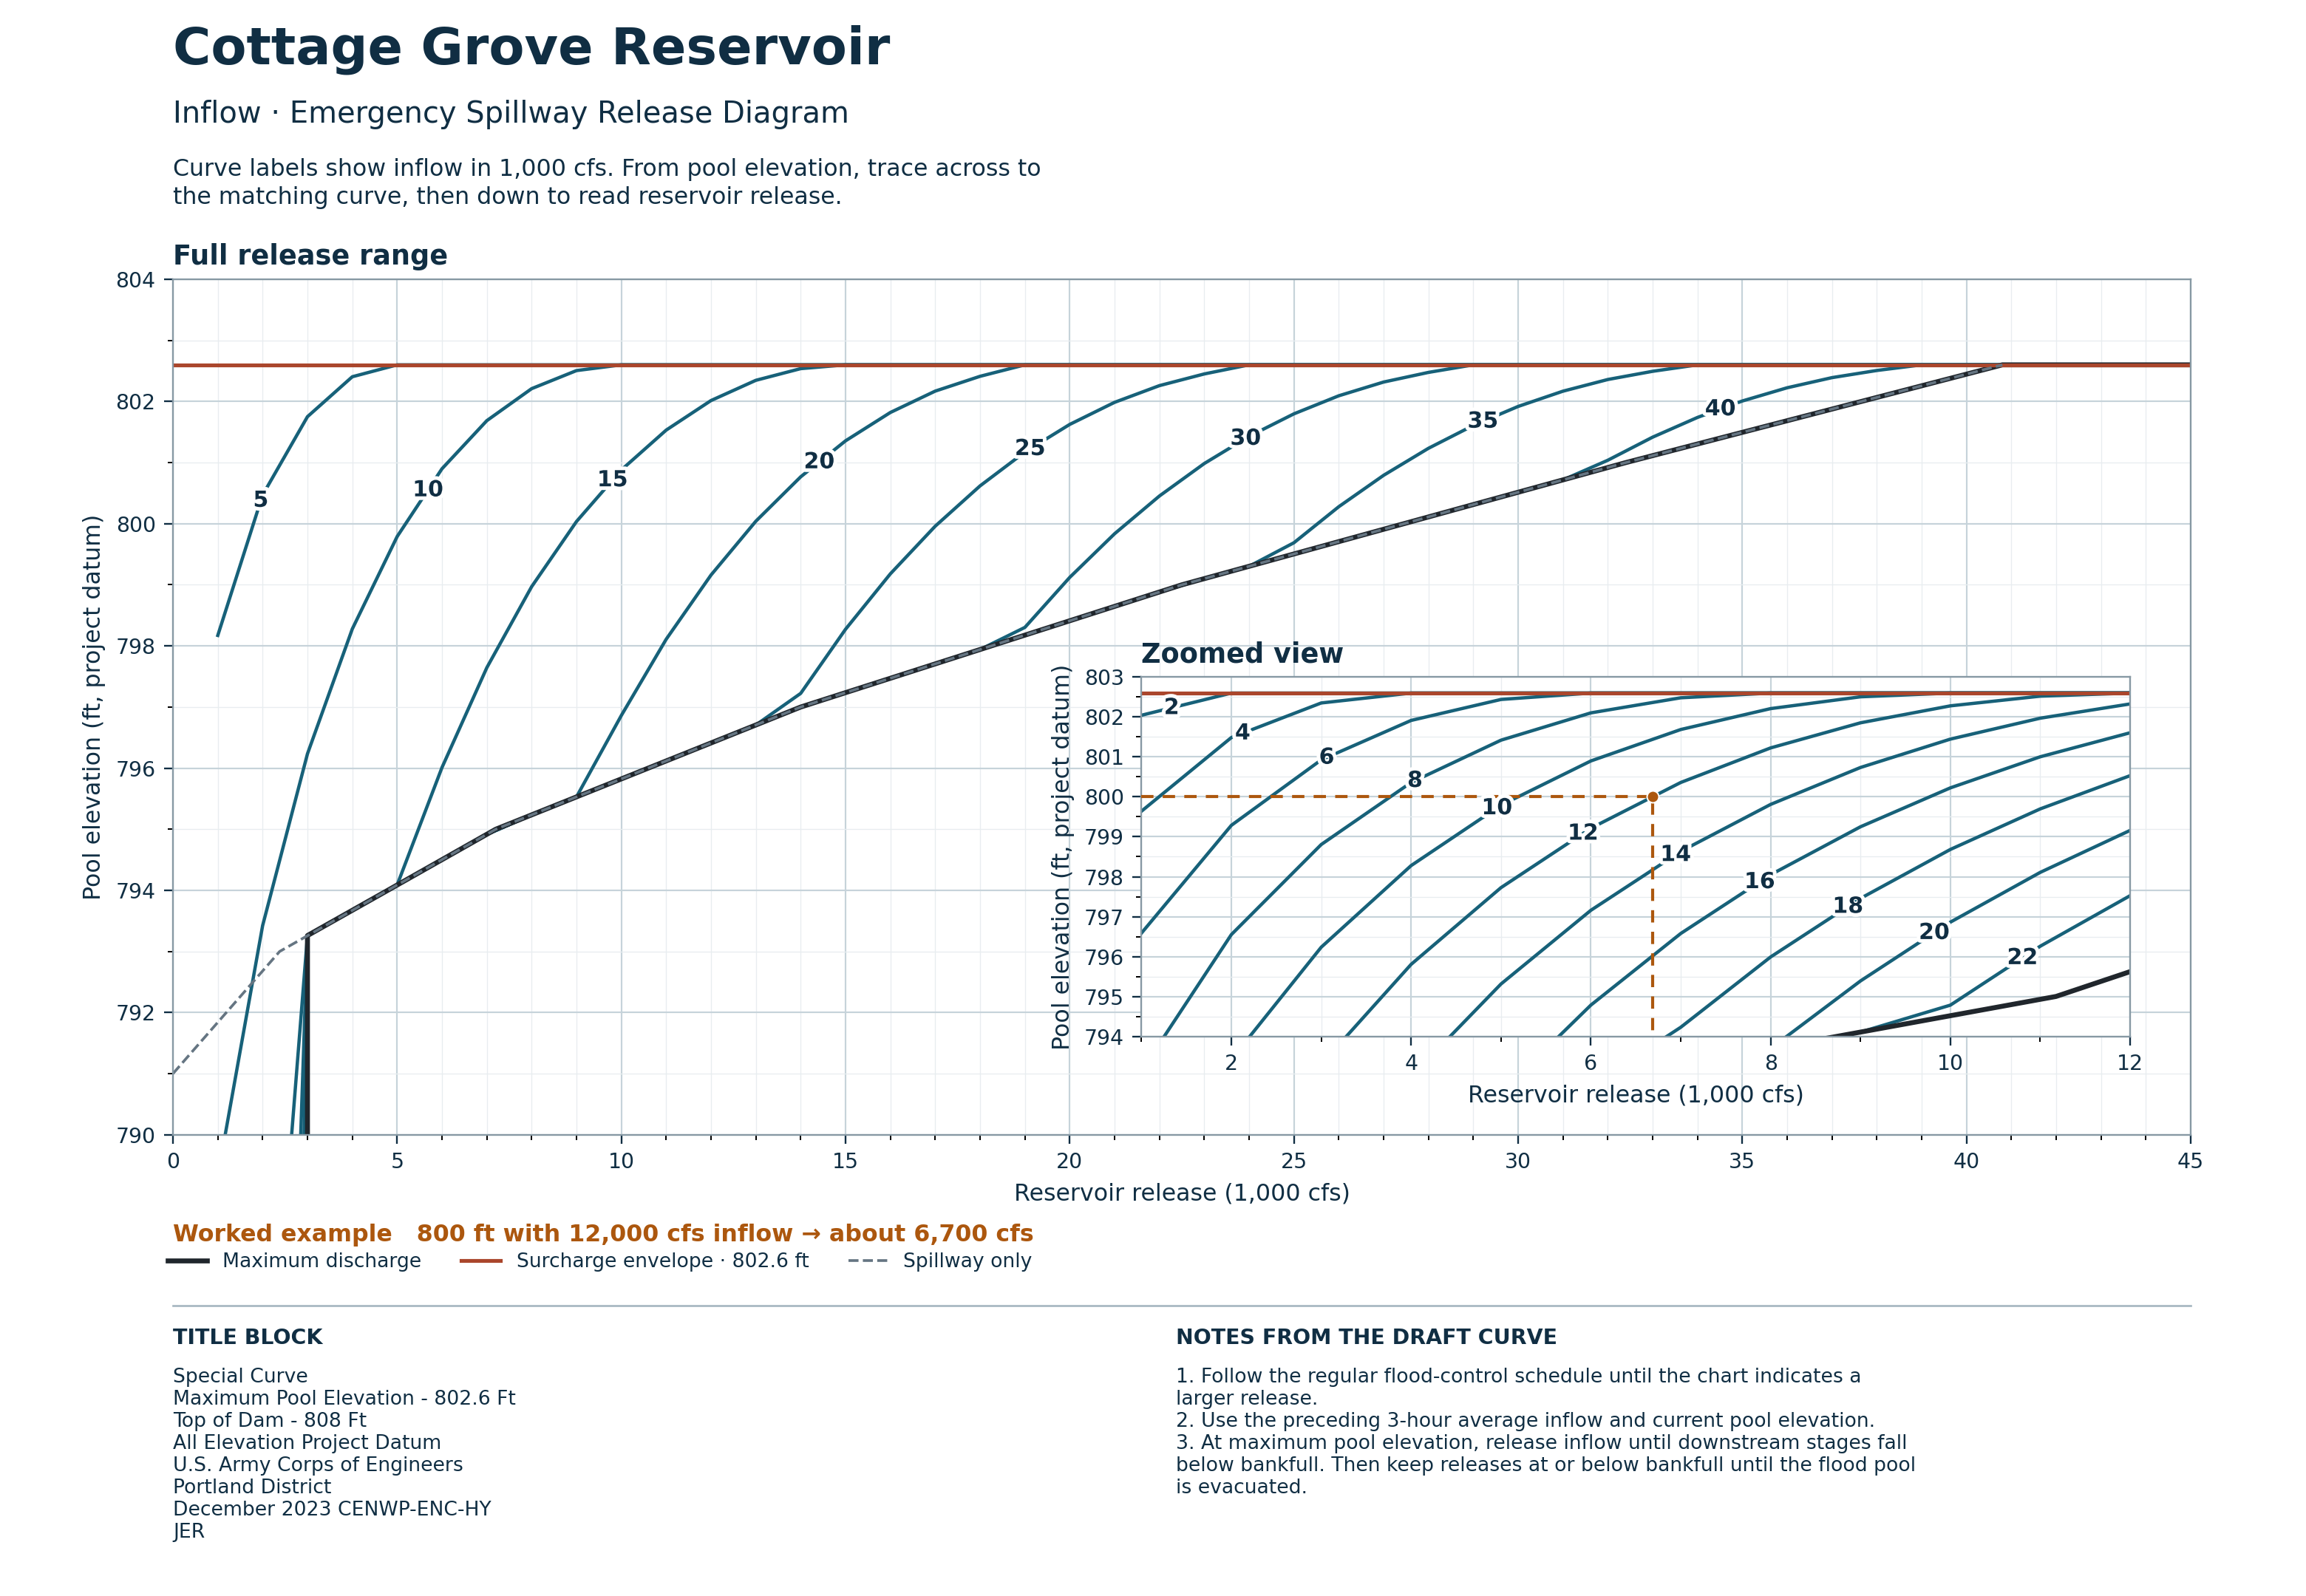 Cottage Grove Reservoir
Inflow · Emergency Spillway Release Diagram
Curve labels show inflow in 1,000 cfs. From pool elevation, trace across to
the matching curve, then down to read reservoir release.
Full release range
804
802
800
798
796
794
792
790
Pool elevation (ft, project datum)
5
10
15
20
25
30
35
40
0
5
10
15
20
25
30
35
40
45
Reservoir release (1,000 cfs)
Zoomed view
803
802
801
800
799
798
797
796
795
794
Pool elevation (ft, project datum)
2
4
6
8
10
12
14
16
18
20
22
2
4
6
8
10
12
Reservoir release (1,000 cfs)
Worked example 800 ft with 12,000 cfs inflow → about 6,700 cfs
Maximum discharge
Surcharge envelope · 802.6 ft
Spillway only
TITLE BLOCK
Special Curve
Maximum Pool Elevation - 802.6 Ft
Top of Dam - 808 Ft
All Elevation Project Datum
U.S. Army Corps of Engineers
Portland District
December 2023 CENWP-ENC-HY
JER
NOTES FROM THE DRAFT CURVE
1. Follow the regular flood-control schedule until the chart indicates a
larger release.
2. Use the preceding 3-hour average inflow and current pool elevation.
3. At maximum pool elevation, release inflow until downstream stages fall
below bankfull. Then keep releases at or below bankfull until the flood pool
is evacuated.